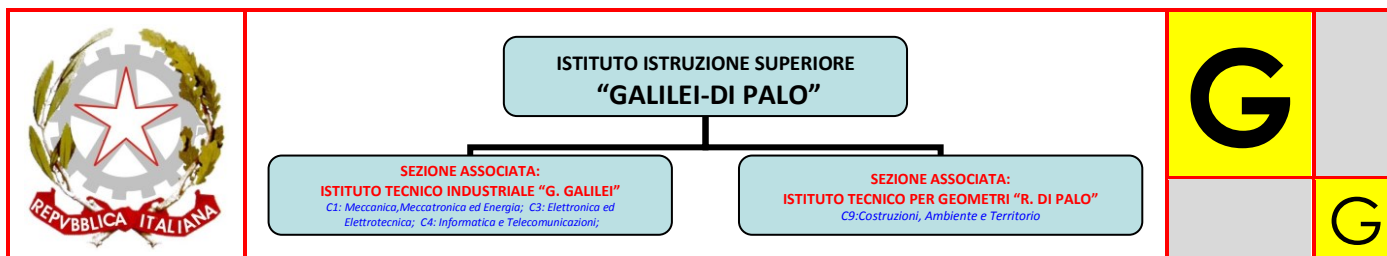 REPVBBLICA ITALIANA
ISTITUTO ISTRUZIONE SUPERIORE
“GALILEI-DI PALO”
SEZIONE ASSOCIATA:
ISTITUTO TECNICO INDUSTRIALE “G. GALILEI”
C1: Meccanica,Meccatronica ed Energia; C3: Elettronica ed
Elettrotecnica; C4: Informatica e Telecomunicazioni;
SEZIONE ASSOCIATA:
ISTITUTO TECNICO PER GEOMETRI “R. DI PALO”
C9:Costruzioni, Ambiente e Territorio
G
G